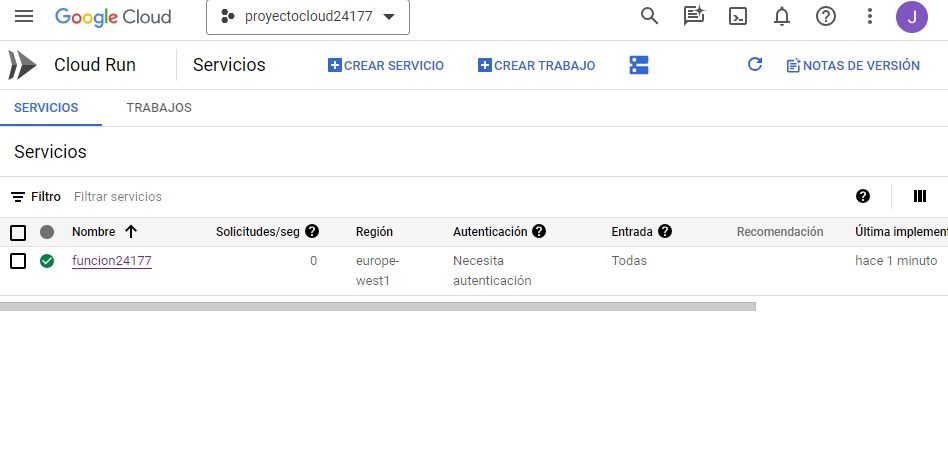 Google Cloud
proyectocloud24177
J
Cloud Run
Servicios
CREAR SERVICIO
CREAR TRABAJO
NOTAS DE VERSIÓN
SERVICIOS
TRABAJOS
Servicios
Filtro Filtrar servicios
Nombre Solicitudes/seg Región Autenticación Entrada Recomendación Última implement
funcion24177 0 europe- Necesita Todas hace 1 minuto
west1 autenticación